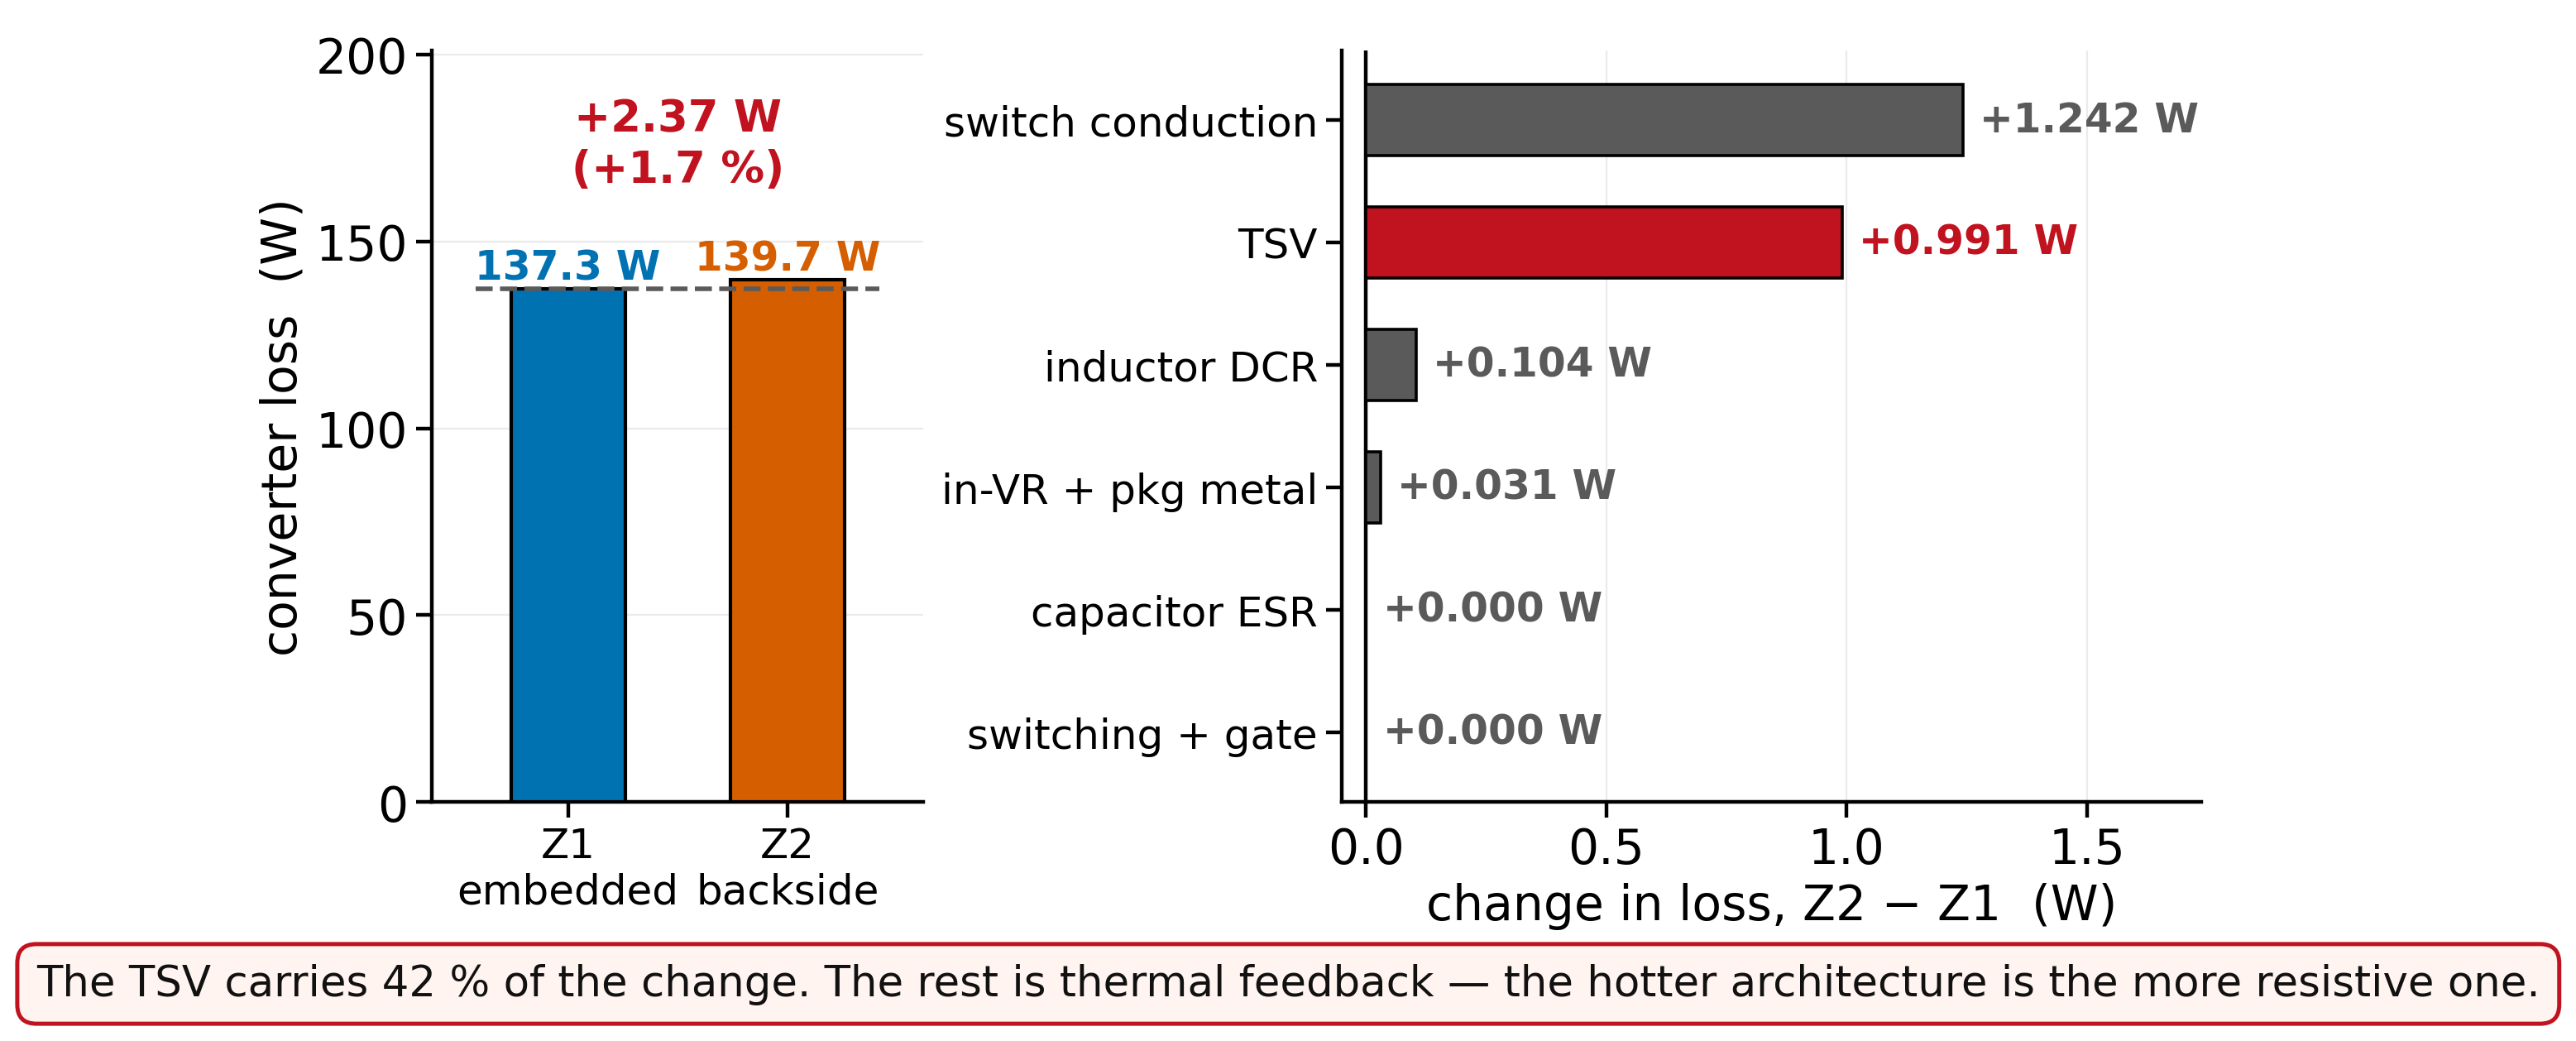 converter loss (W)
200
150
100
50
0
+2.37 W
(+1.7 %)
137.3 W
139.7 W
Z1
embedded
Z2
backside
switch conduction
+1.242 W
TSV
+0.991 W
inductor DCR
+0.104 W
in-VR + pkg metal
+0.031 W
capacitor ESR
+0.000 W
switching + gate
+0.000 W
0.0
0.5
1.0
1.5
change in loss, Z2 − Z1 (W)
The TSV carries 42 % of the change. The rest is thermal feedback — the hotter architecture is the more resistive one.